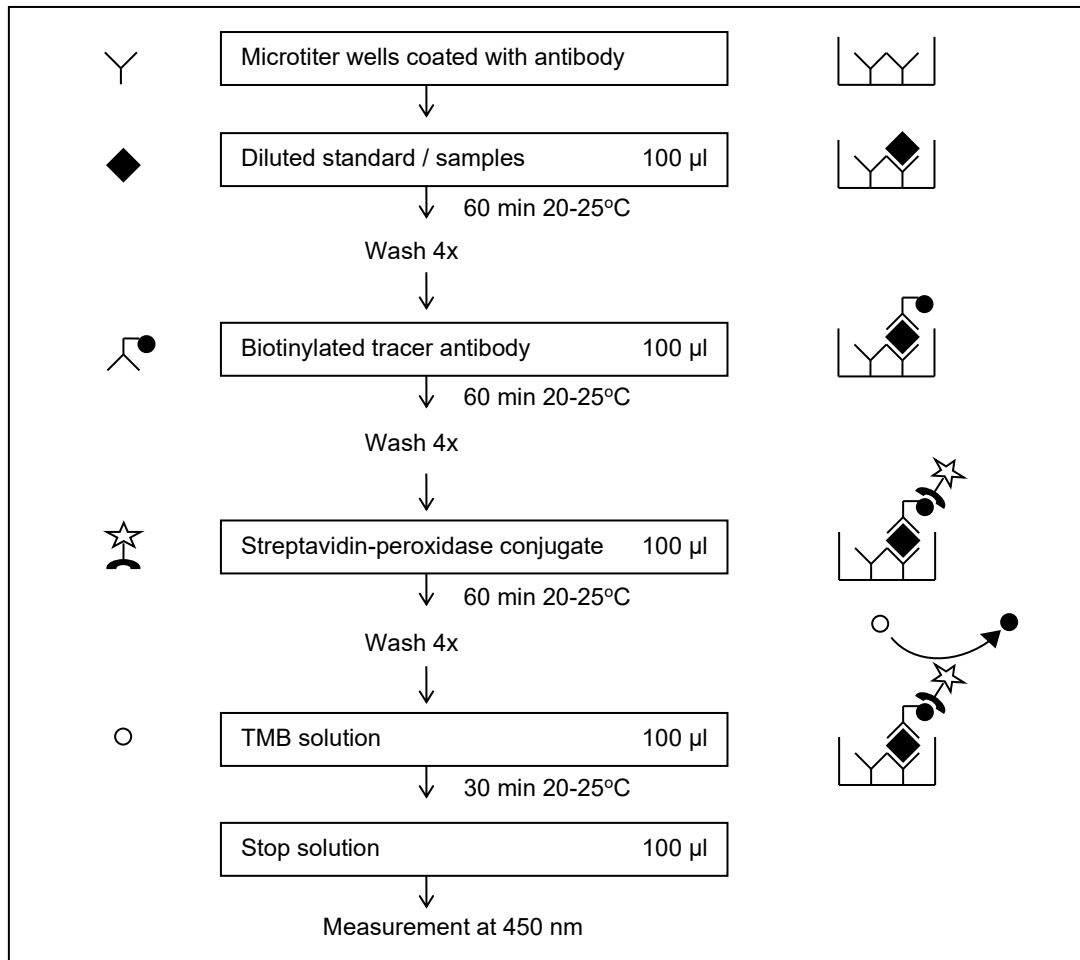 Microtiter wells coated with antibody
Diluted standard / samples 100 µl
60 min 20-25°C
Wash 4x
Biotinylated tracer antibody 100 µl
60 min 20-25°C
Wash 4x
Streptavidin-peroxidase conjugate 100 µl
60 min 20-25°C
Wash 4x
TMB solution 100 µl
30 min 20-25°C
Stop solution 100 µl
Measurement at 450 nm